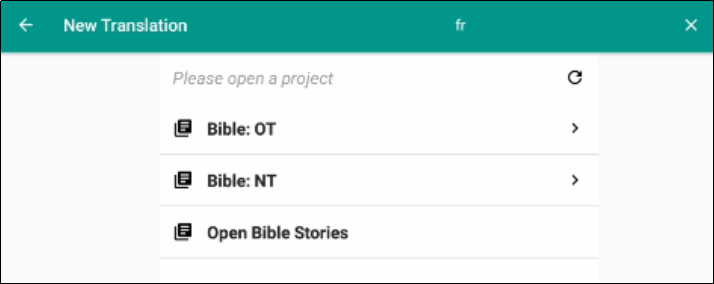 New Translation fr
Please open a project
Bible: OT
Bible: NT
Open Bible Stories